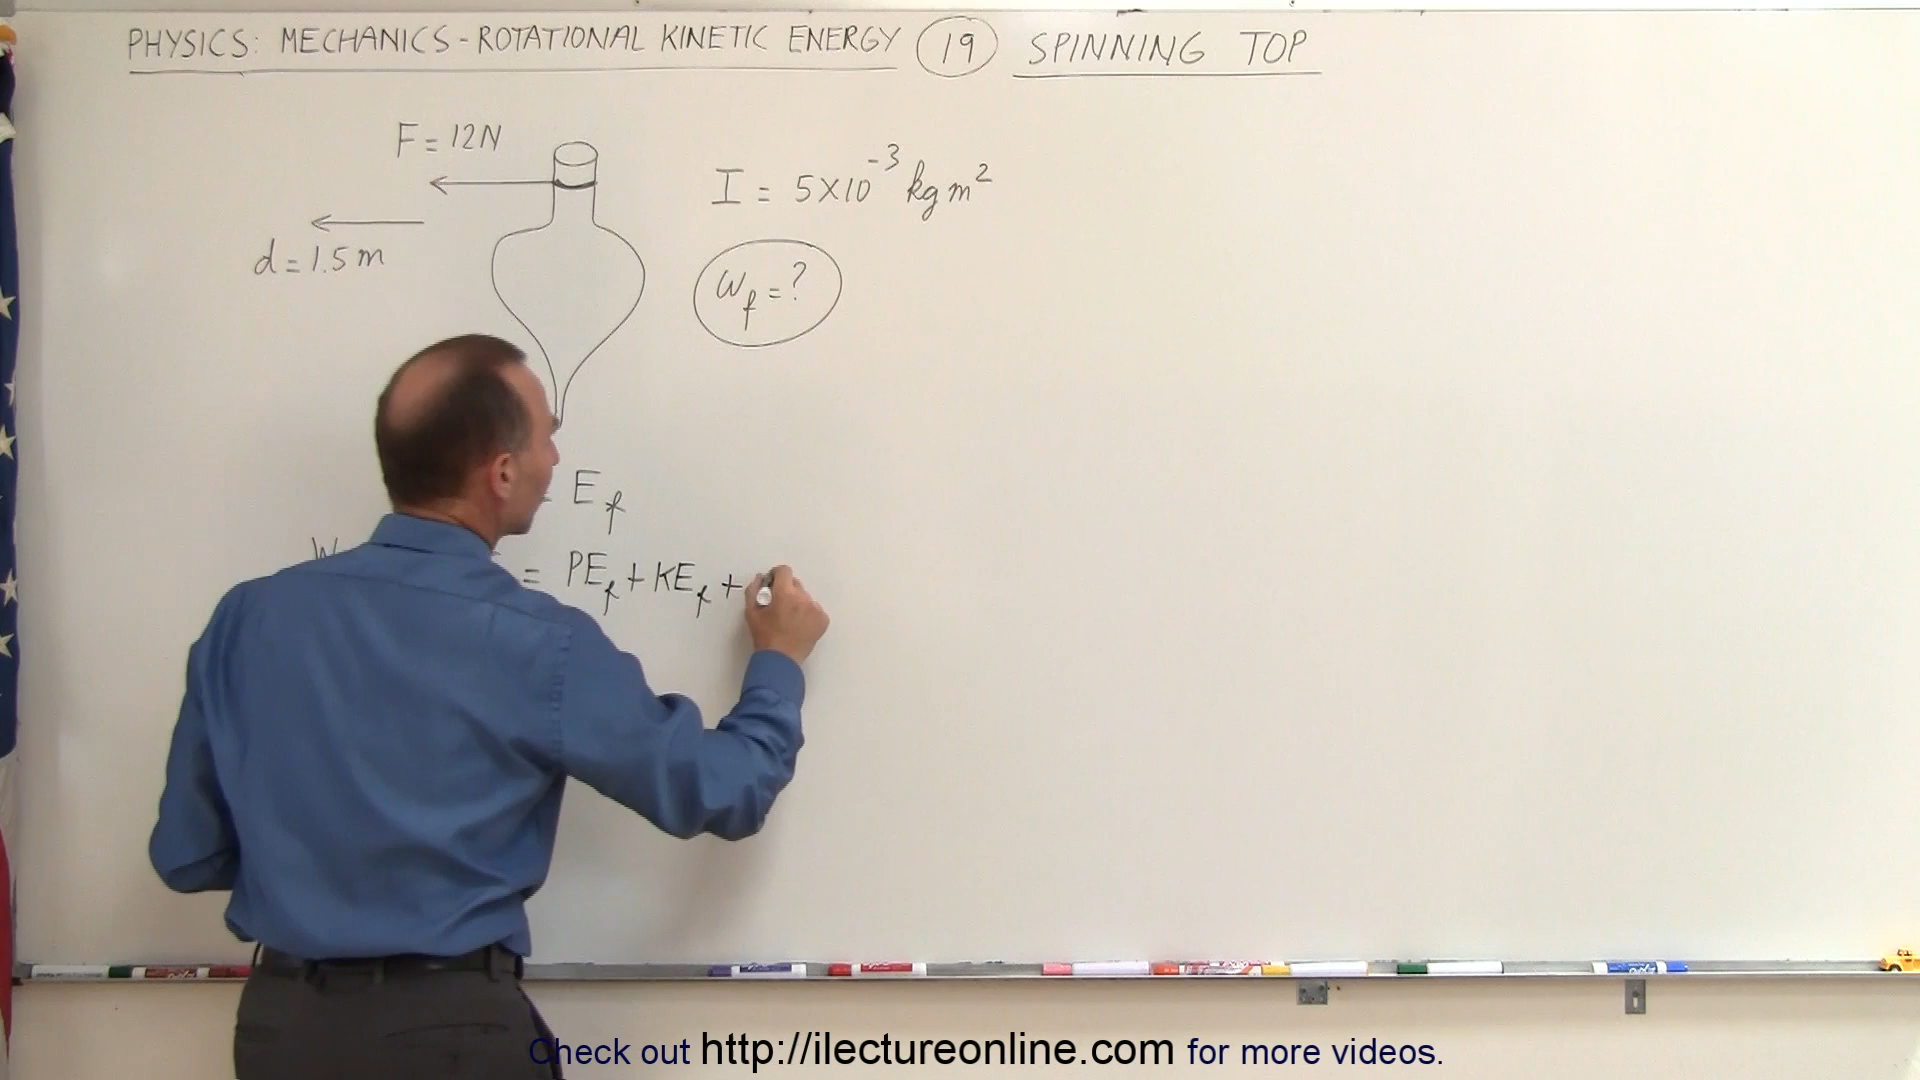 PHYSICS: MECHANICS - ROTATIONAL KINETIC ENERGY 19 SPINNING TOP
F = 12N
I = 5X10⁻³ kg m²
d = 1.5 m
ω_f = ?
= E_f
W = PE_f + KE_f +
Check out http://ilectureonline.com for more videos.